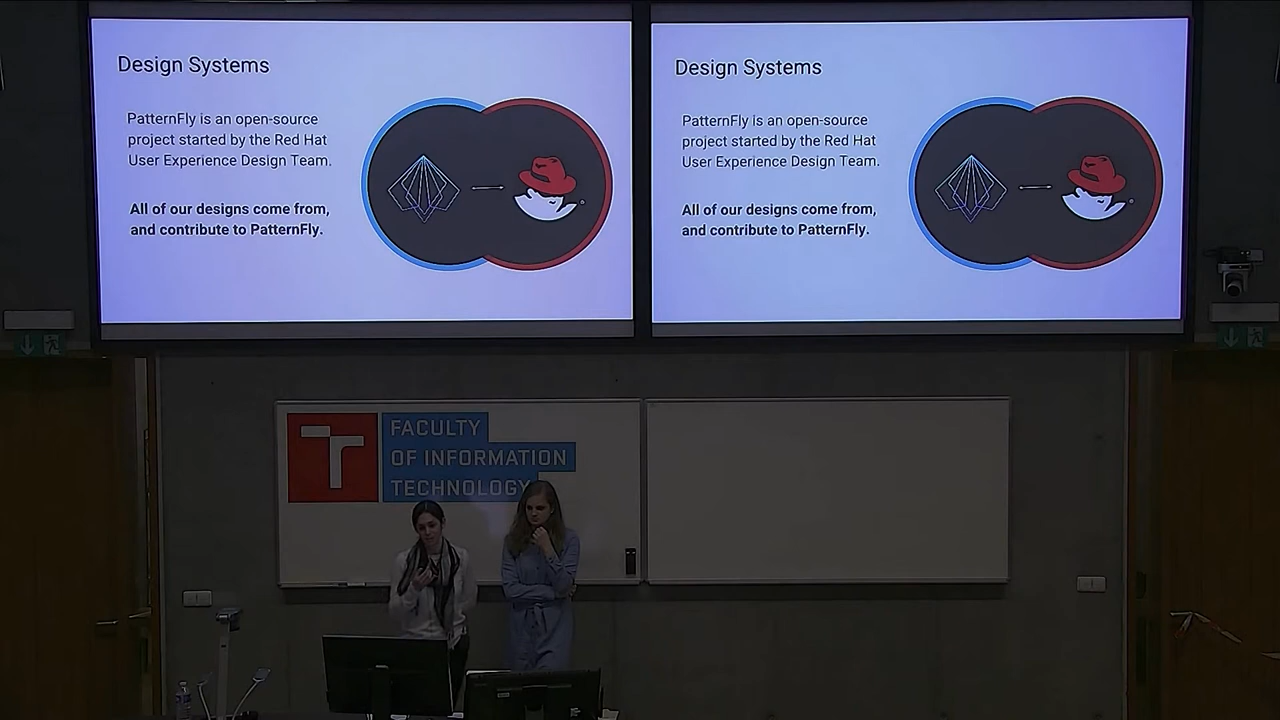 Design Systems
PatternFly is an open-source
project started by the Red Hat
User Experience Design Team.
All of our designs come from,
and contribute to PatternFly.
Design Systems
PatternFly is an open-source
project started by the Red Hat
User Experience Design Team.
All of our designs come from,
and contribute to PatternFly.
FACULTY
OF INFORMATION
TECHNOLOGY